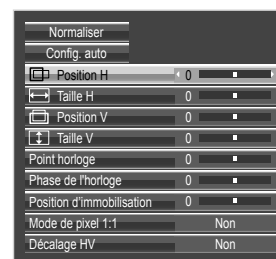 Normaliser
Config. auto
Position H 0
Taille H 0
Position V 0
Taille V 0
Point horloge 0
Phase de l'horloge 0
Position d'immobilisation 0
Mode de pixel 1:1 Non
Décalage HV Non